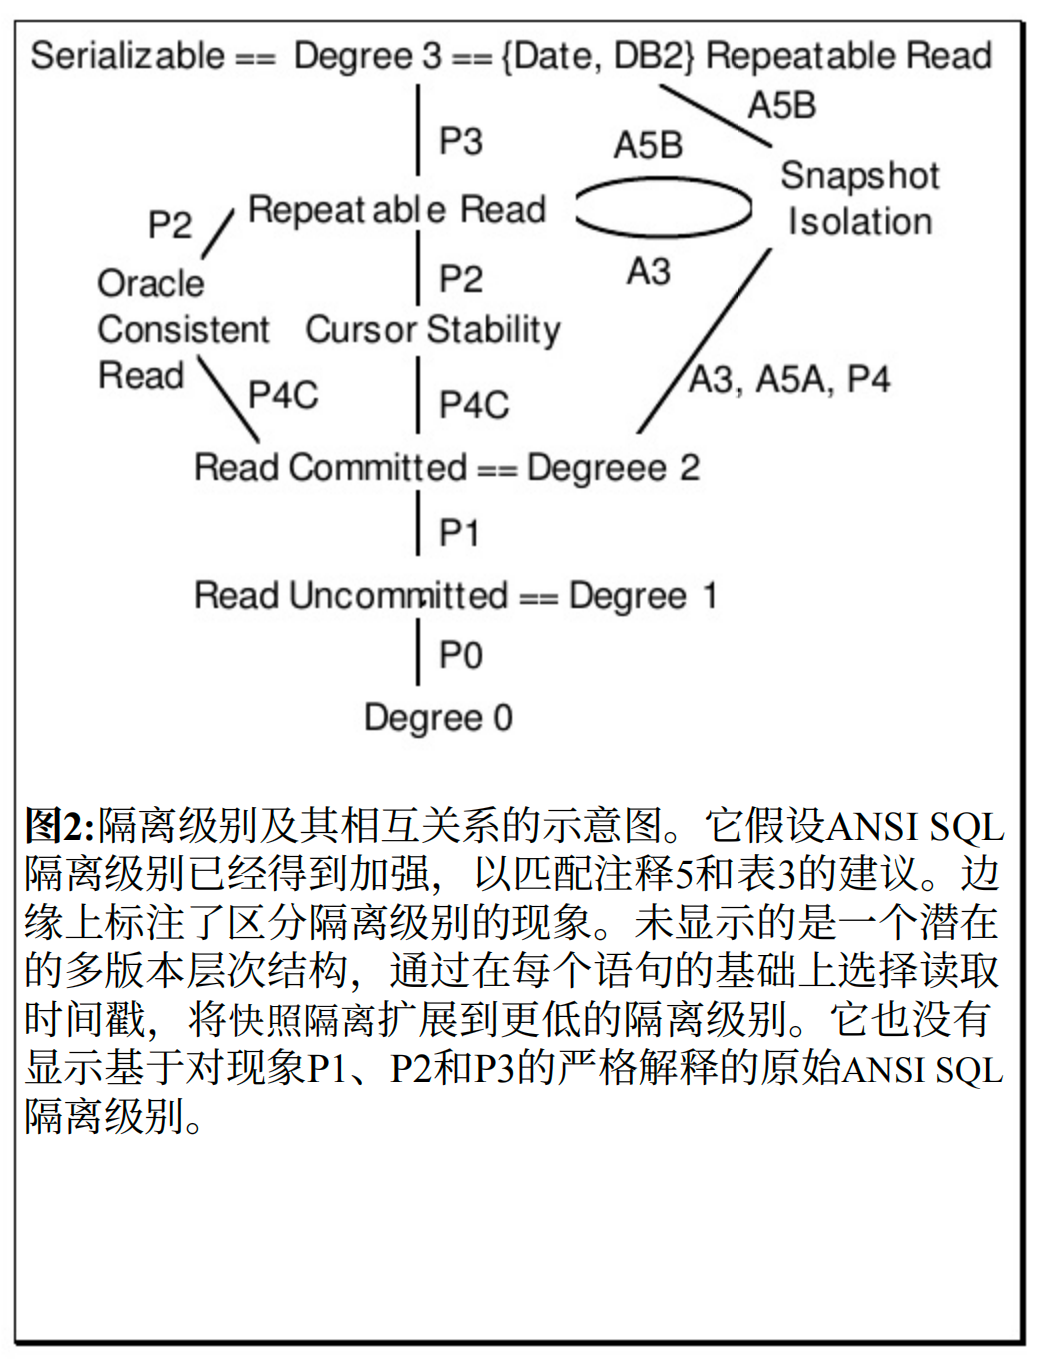 Serializable == Degree 3 == {Date, DB2} Repeatable Read
A5B
P3
A5B
Snapshot
Isolation
P2
Repeatable Read
A3
Oracle
Consistent
Read
P2
Cursor Stability
P4C
P4C
A3, A5A, P4
Read Committed == Degreee 2
P1
Read Uncommitted == Degree 1
P0
Degree 0
图2:隔离级别及其相互关系的示意图。它假设ANSI SQL
隔离级别已经得到加强，以匹配注释5和表3的建议。边
缘上标注了区分隔离级别的现象。未显示的是一个潜在
的多版本层次结构，通过在每个语句的基础上选择读取
时间戳，将快照隔离扩展到更低的隔离级别。它也没有
显示基于对现象P1、P2和P3的严格解释的原始ANSI SQL
隔离级别。